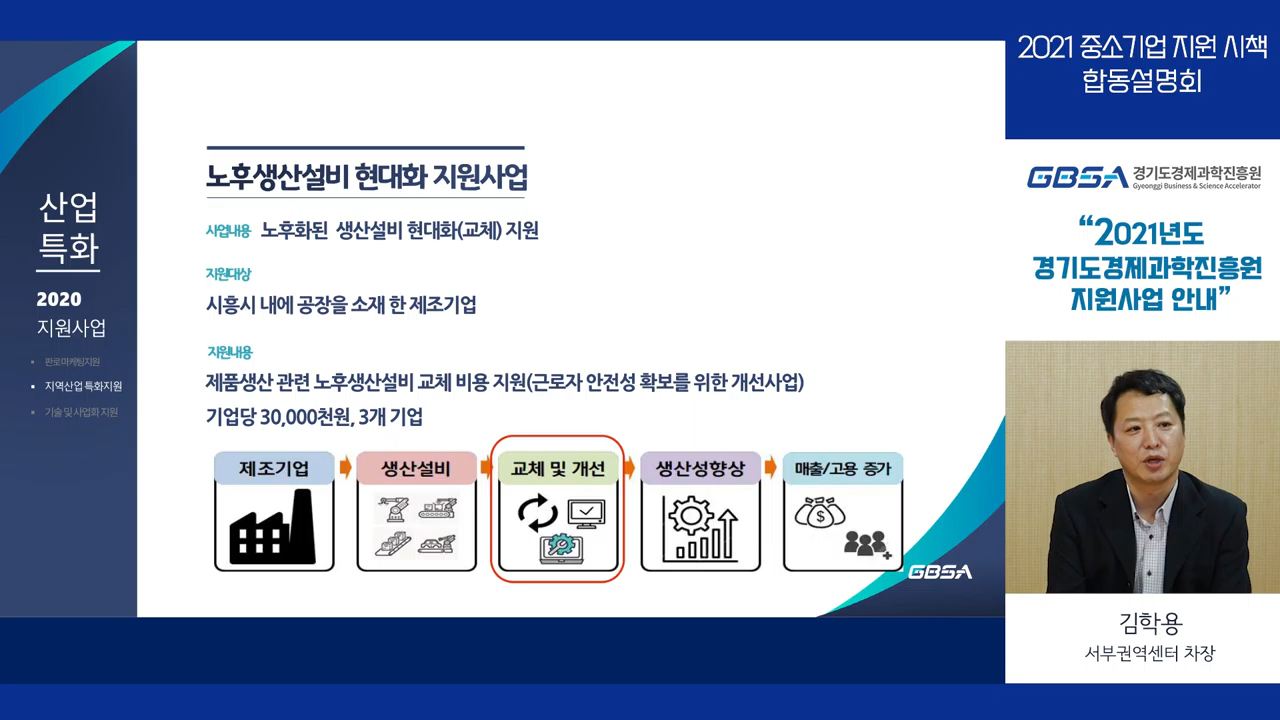 2021 중소기업 지원 시책
합동설명회
GBSA 경기도경제과학진흥원
Gyeonggi Business & Science Accelerator
“2021년도
경기도경제과학진흥원
지원사업 안내”
산업
특화
2020
지원사업
판로마케팅지원
지역산업 특화지원
기술 및 사업화 지원
노후생산설비 현대화 지원사업
사업내용 노후화된 생산설비 현대화(교체) 지원
지원대상
시흥시 내에 공장을 소재 한 제조기업
지원내용
제품생산 관련 노후생산설비 교체 비용 지원(근로자 안전성 확보를 위한 개선사업)
기업당 30,000천원, 3개 기업
제조기업 생산설비 교체 및 개선 생산성향상 매출/고용 증가
GBSA
김학용
서부권역센터 차장